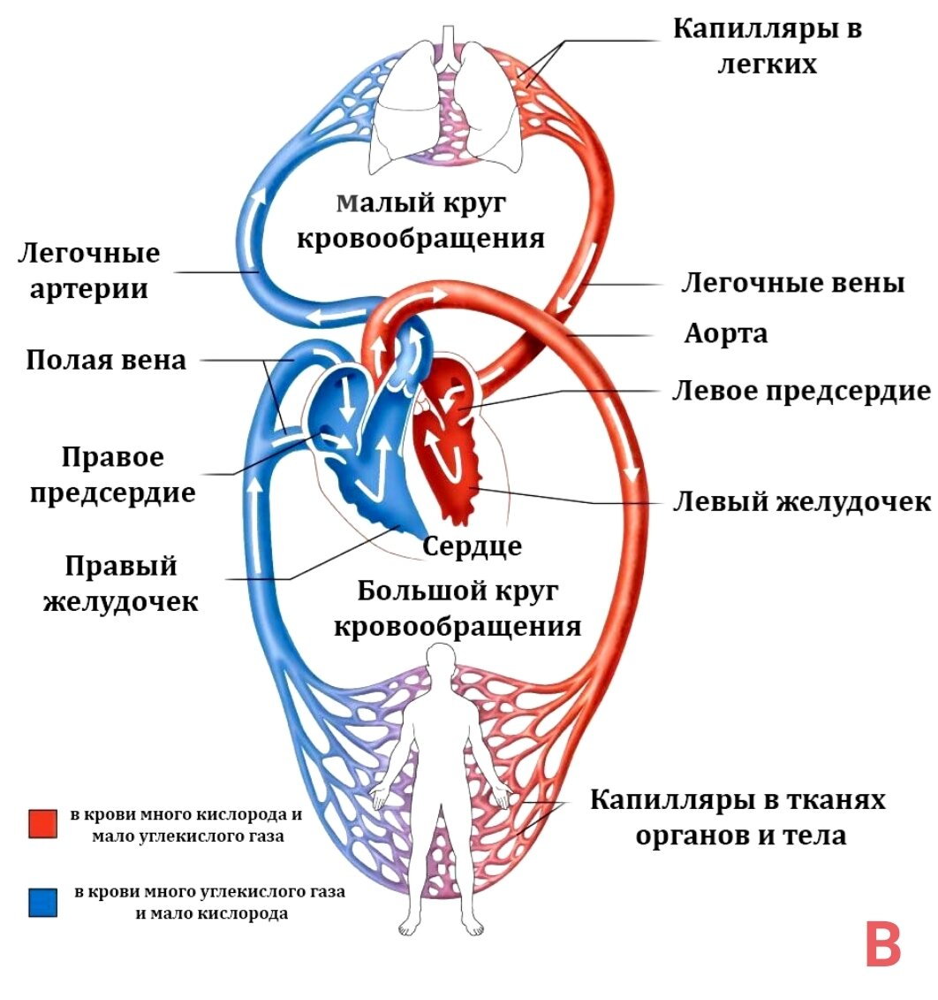 Капилляры в
легких
Малый круг
кровообращения
Легочные
артерии
Легочные вены
Аорта
Полая вена
Левое предсердие
Правое
предсердие
Левый желудочек
Сердце
Правый
желудочек
Большой круг
кровообращения
Капилляры в тканях
органов и тела
в крови много кислорода и
мало углекислого газа
в крови много углекислого газа
и мало кислорода
В